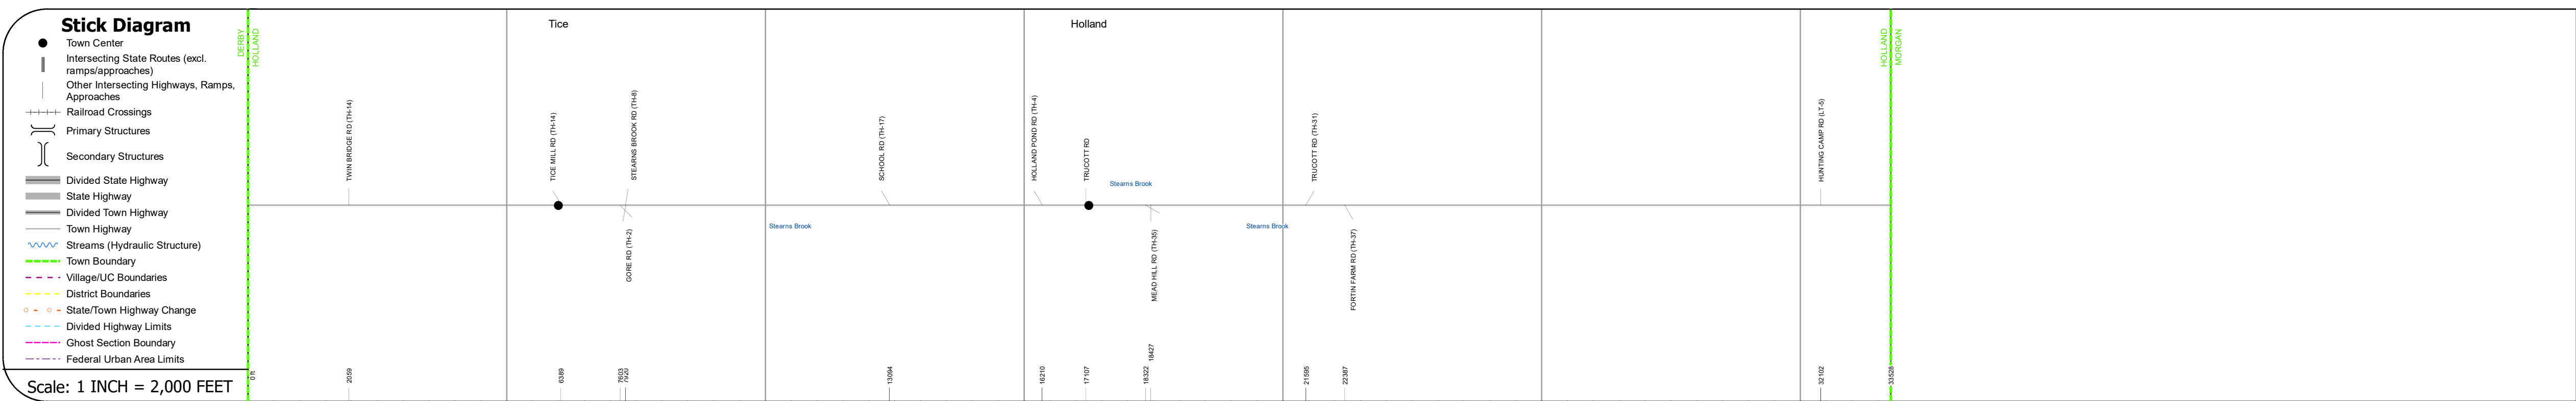 Stick Diagram
Town Center
Intersecting State Routes (excl.
ramps/approaches)
Other Intersecting Highways, Ramps,
Approaches
Railroad Crossings
Primary Structures
Secondary Structures
Divided State Highway
State Highway
Divided Town Highway
Town Highway
Streams (Hydraulic Structure)
Town Boundary
Village/UC Boundaries
District Boundaries
State/Town Highway Change
Divided Highway Limits
Ghost Section Boundary
Federal Urban Area Limits
Scale: 1 INCH = 2,000 FEET
DERBY
HOLLAND
Tice
Holland
HOLLAND
MORGAN
TWIN BRIDGE RD (TH-14)
TICE MILL RD (TH-14)
STEARNS BROOK RD (TH-8)
SCHOOL RD (TH-17)
HOLLAND POND RD (TH-4)
TRUCOTT RD
TRUCOTT RD (TH-31)
HUNTING CAMP RD (LT-5)
Stearns Brook
Stearns Brook
Stearns Brook
GORE RD (TH-2)
MEAD HILL RD (TH-35)
FORTIN FARM RD (TH-37)
0 ft
2059
6389
7603
7920
13094
16210
17107
18322
18427
21595
22387
32102
33528